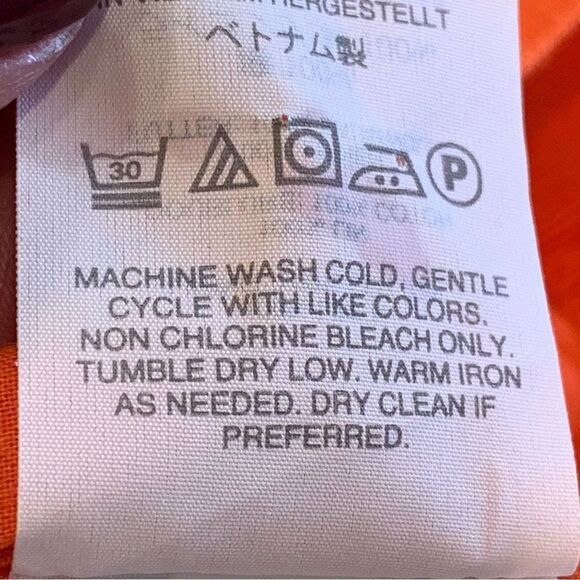 HERGESTELLT
ベトナム製
30 P
MACHINE WASH COLD, GENTLE
CYCLE WITH LIKE COLORS.
NON CHLORINE BLEACH ONLY.
TUMBLE DRY LOW. WARM IRON
AS NEEDED. DRY CLEAN IF
PREFERRED.